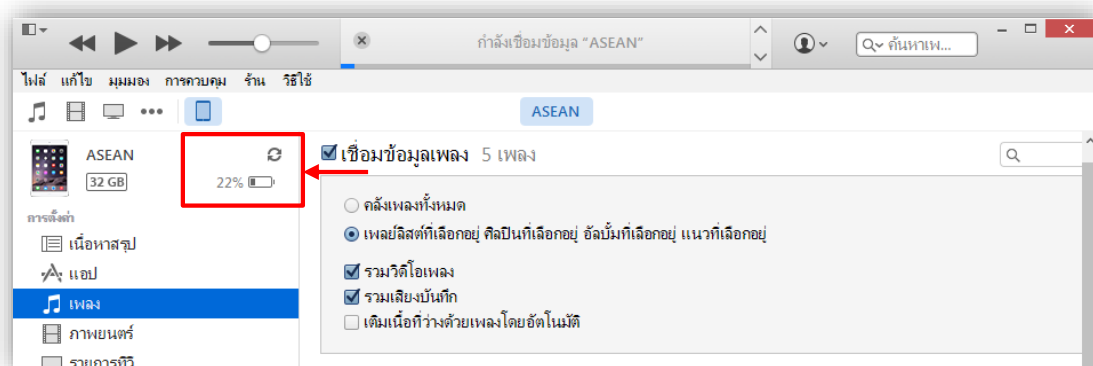 กำลังเชื่อมข้อมูล “ASEAN”
ค้นหาเพ...
ไฟล์ แก้ไข มุมมอง การควบคุม ร้าน วิธีใช้
ASEAN
ASEAN
32 GB
22%
การตั้งค่า
เนื้อหาสรุป
แอป
เพลง
ภาพยนตร์
รายการทีวี
เชื่อมข้อมูลเพลง 5 เพลง
คลังเพลงทั้งหมด
เพลย์ลิสต์ที่เลือกอยู่ ศิลปินที่เลือกอยู่ อัลบั้มที่เลือกอยู่ แนวที่เลือกอยู่
รวมวิดีโอเพลง
รวมเสียงบันทึก
เติมเนื้อที่ว่างด้วยเพลงโดยอัตโนมัติ